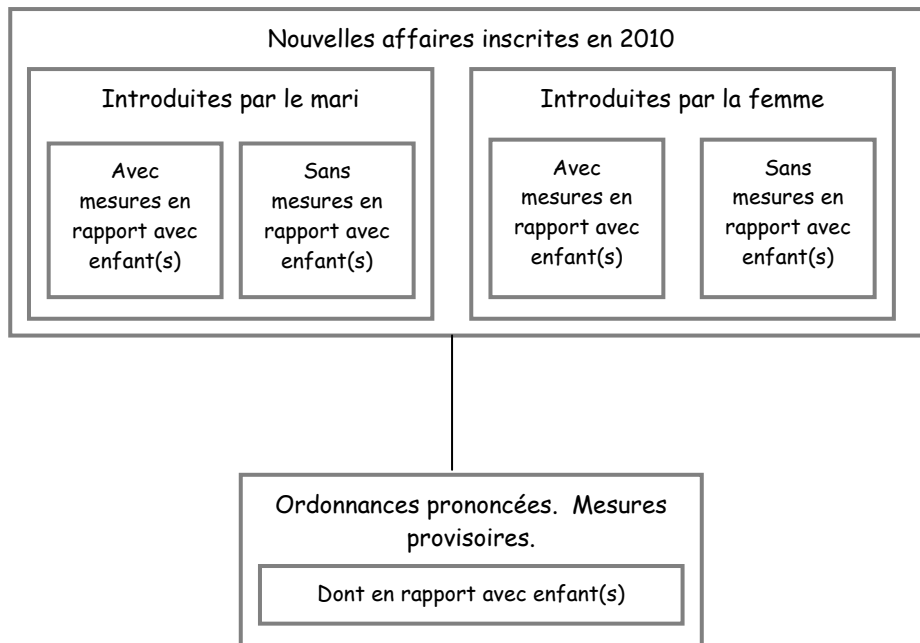 Nouvelles affaires inscrites en 2010
Introduites par le mari
Avec
mesures en
rapport avec
enfant(s)
Sans
mesures en
rapport avec
enfant(s)
Introduites par la femme
Avec
mesures en
rapport avec
enfant(s)
Sans
mesures en
rapport avec
enfant(s)
Ordonnances prononcées. Mesures
provisoires.
Dont en rapport avec enfant(s)